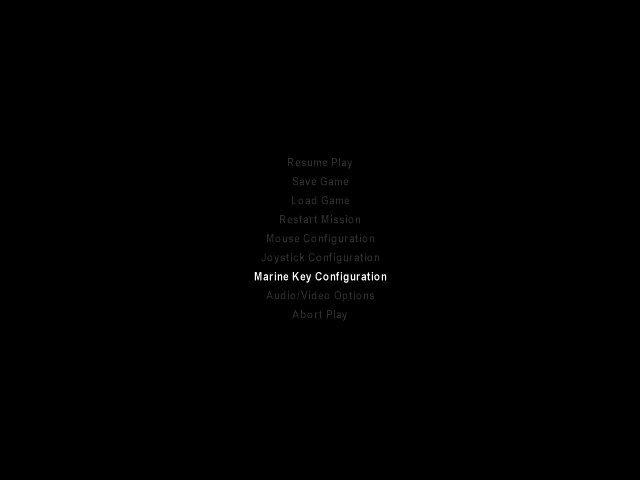 Resume Play
Save Game
Load Game
Restart Mission
Mouse Configuration
Joystick Configuration
Marine Key Configuration
Audio/Video Options
Abort Play